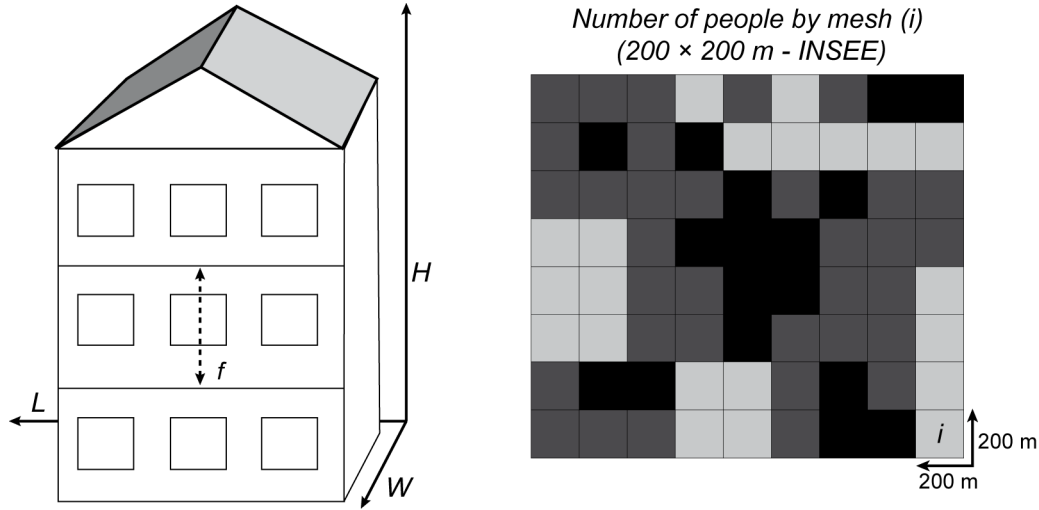 Number of people by mesh (i)
(200 × 200 m - INSEE)
H
f
L
W
i
200 m
200 m